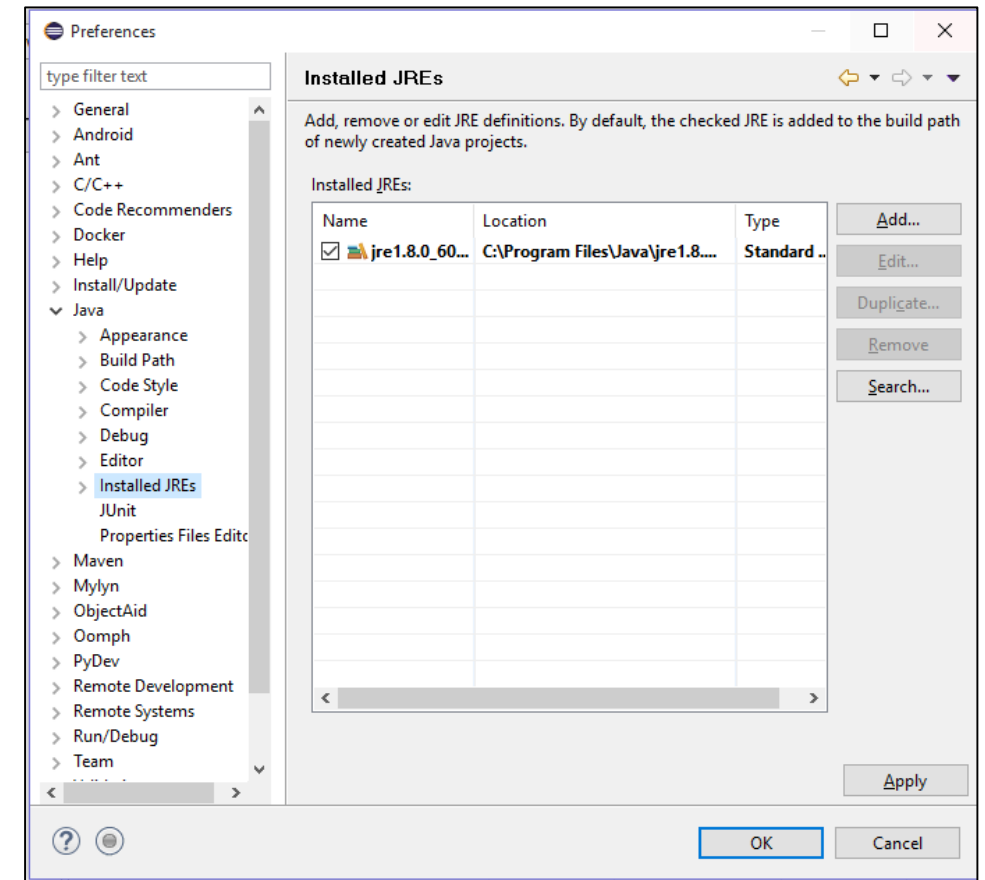 Preferences
type filter text
General
Android
Ant
C/C++
Code Recommenders
Docker
Help
Install/Update
Java
Appearance
Build Path
Code Style
Compiler
Debug
Editor
Installed JREs
JUnit
Properties Files Edito
Maven
Mylyn
ObjectAid
Oomph
PyDev
Remote Development
Remote Systems
Run/Debug
Team
Installed JREs
Add, remove or edit JRE definitions. By default, the checked JRE is added to the build path
of newly created Java projects.
Installed JREs:
Name Location Type
jre1.8.0_60... C:\Program Files\Java\jre1.8.... Standard ..
Add...
Edit...
Duplicate...
Remove
Search...
Apply
OK Cancel